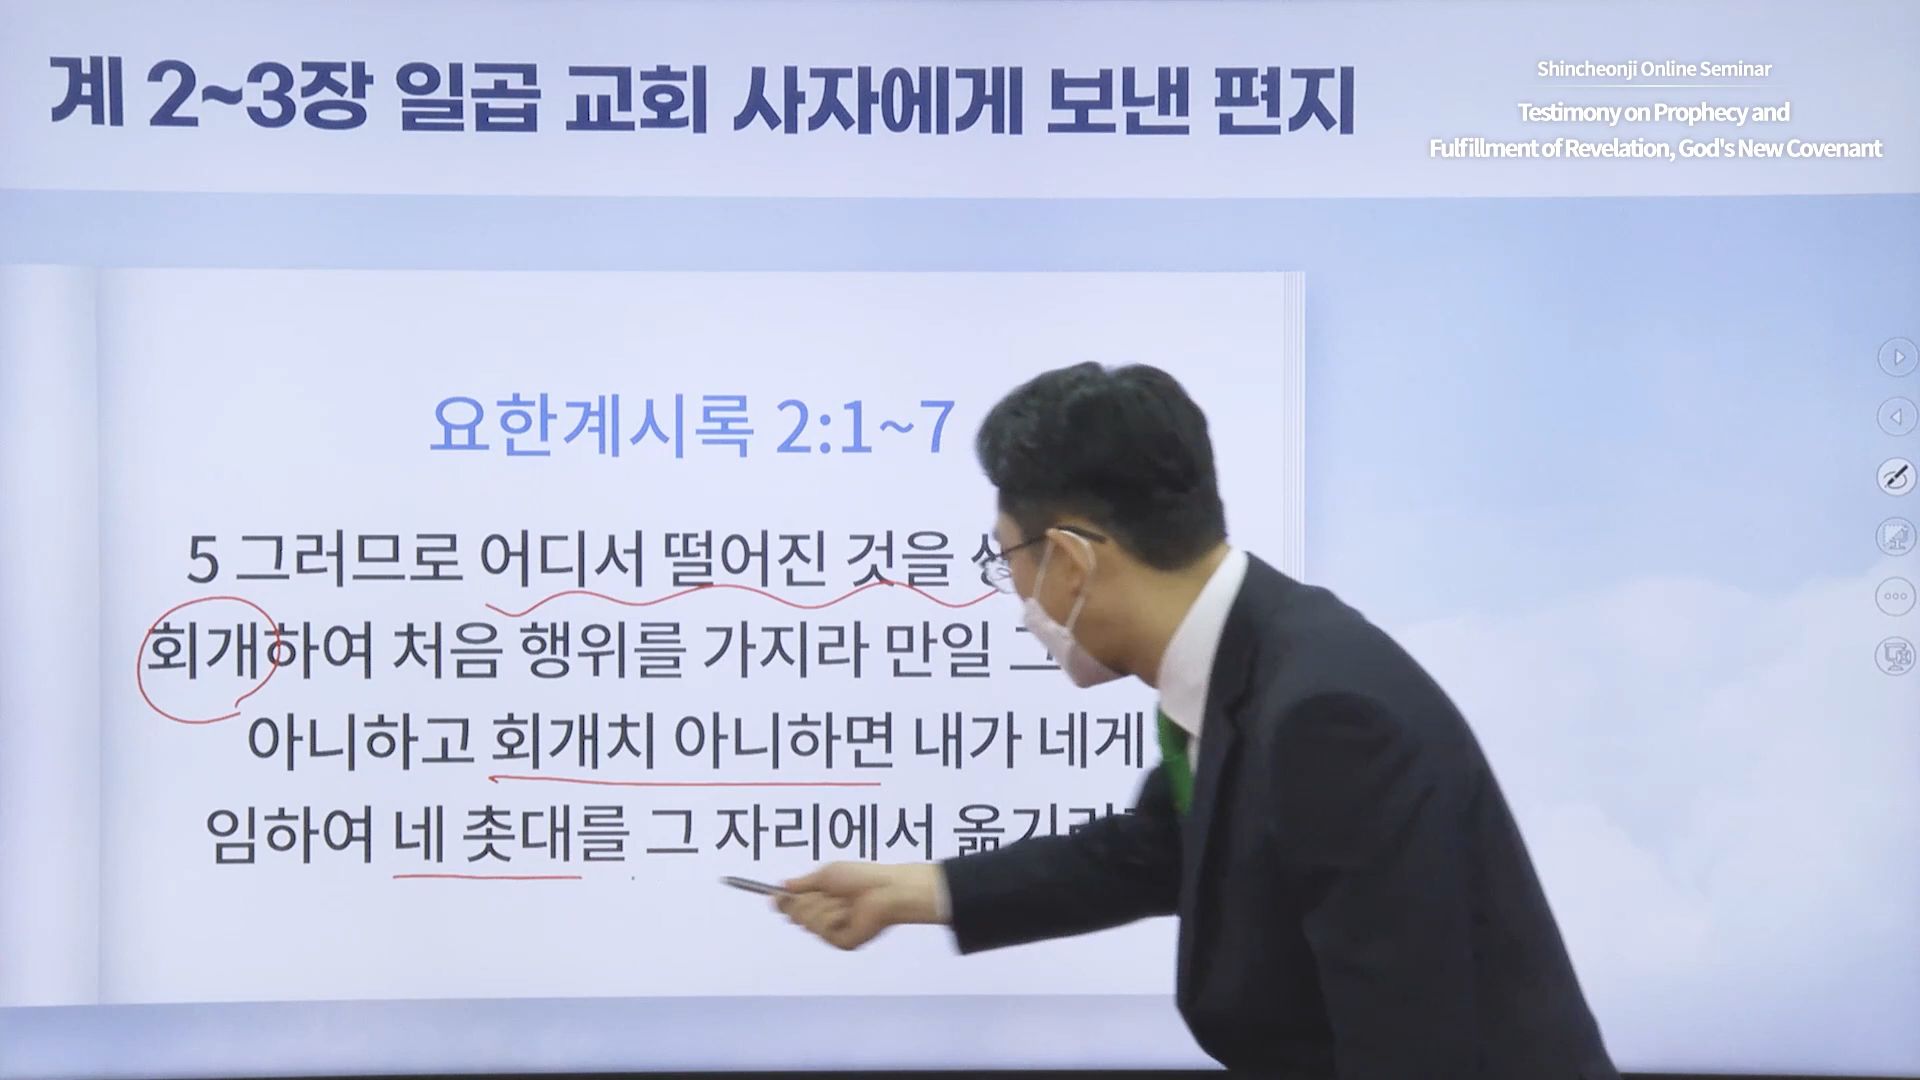 계 2~3장 일곱 교회 사자에게 보낸 편지
Shincheonji Online Seminar
Testimony on Prophecy and
Fulfillment of Revelation, God's New Covenant
요한계시록 2:1~7
5 그러므로 어디서 떨어진 것을
회개하여 처음 행위를 가지라 만일
아니하고 회개치 아니하면 내가 네게
임하여 네 촛대를 그 자리에서